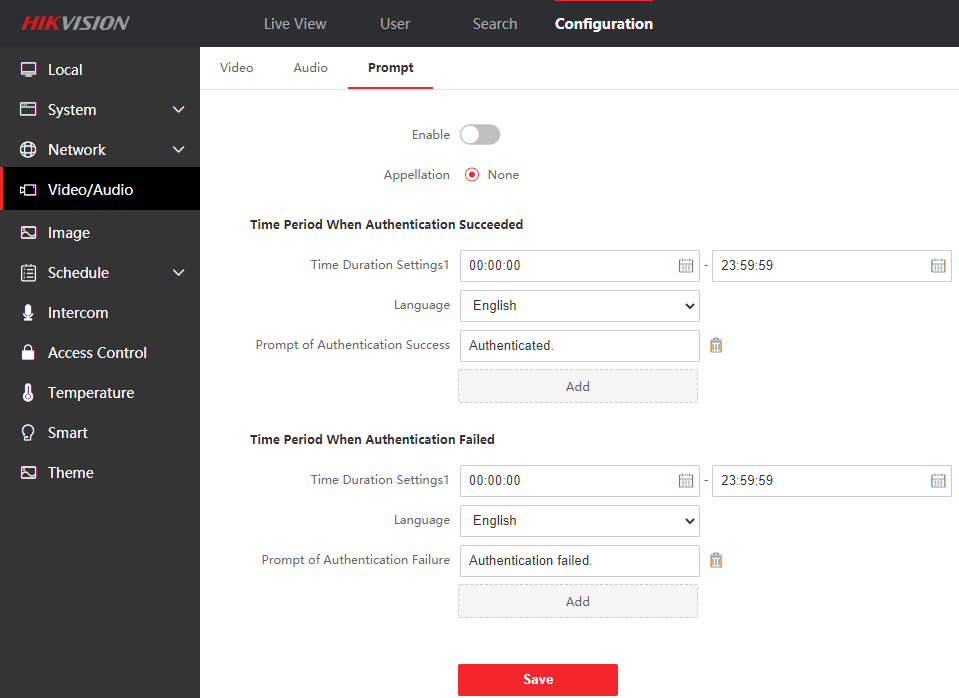 HIKVISION
Live View
User
Search
Configuration
Local
System
Network
Video/Audio
Image
Schedule
Intercom
Access Control
Temperature
Smart
Theme
Video
Audio
Prompt
Enable
Appellation None
Time Period When Authentication Succeeded
Time Duration Settings1 00:00:00 - 23:59:59
Language English
Prompt of Authentication Success Authenticated.
Add
Time Period When Authentication Failed
Time Duration Settings1 00:00:00 - 23:59:59
Language English
Prompt of Authentication Failure Authentication failed.
Add
Save